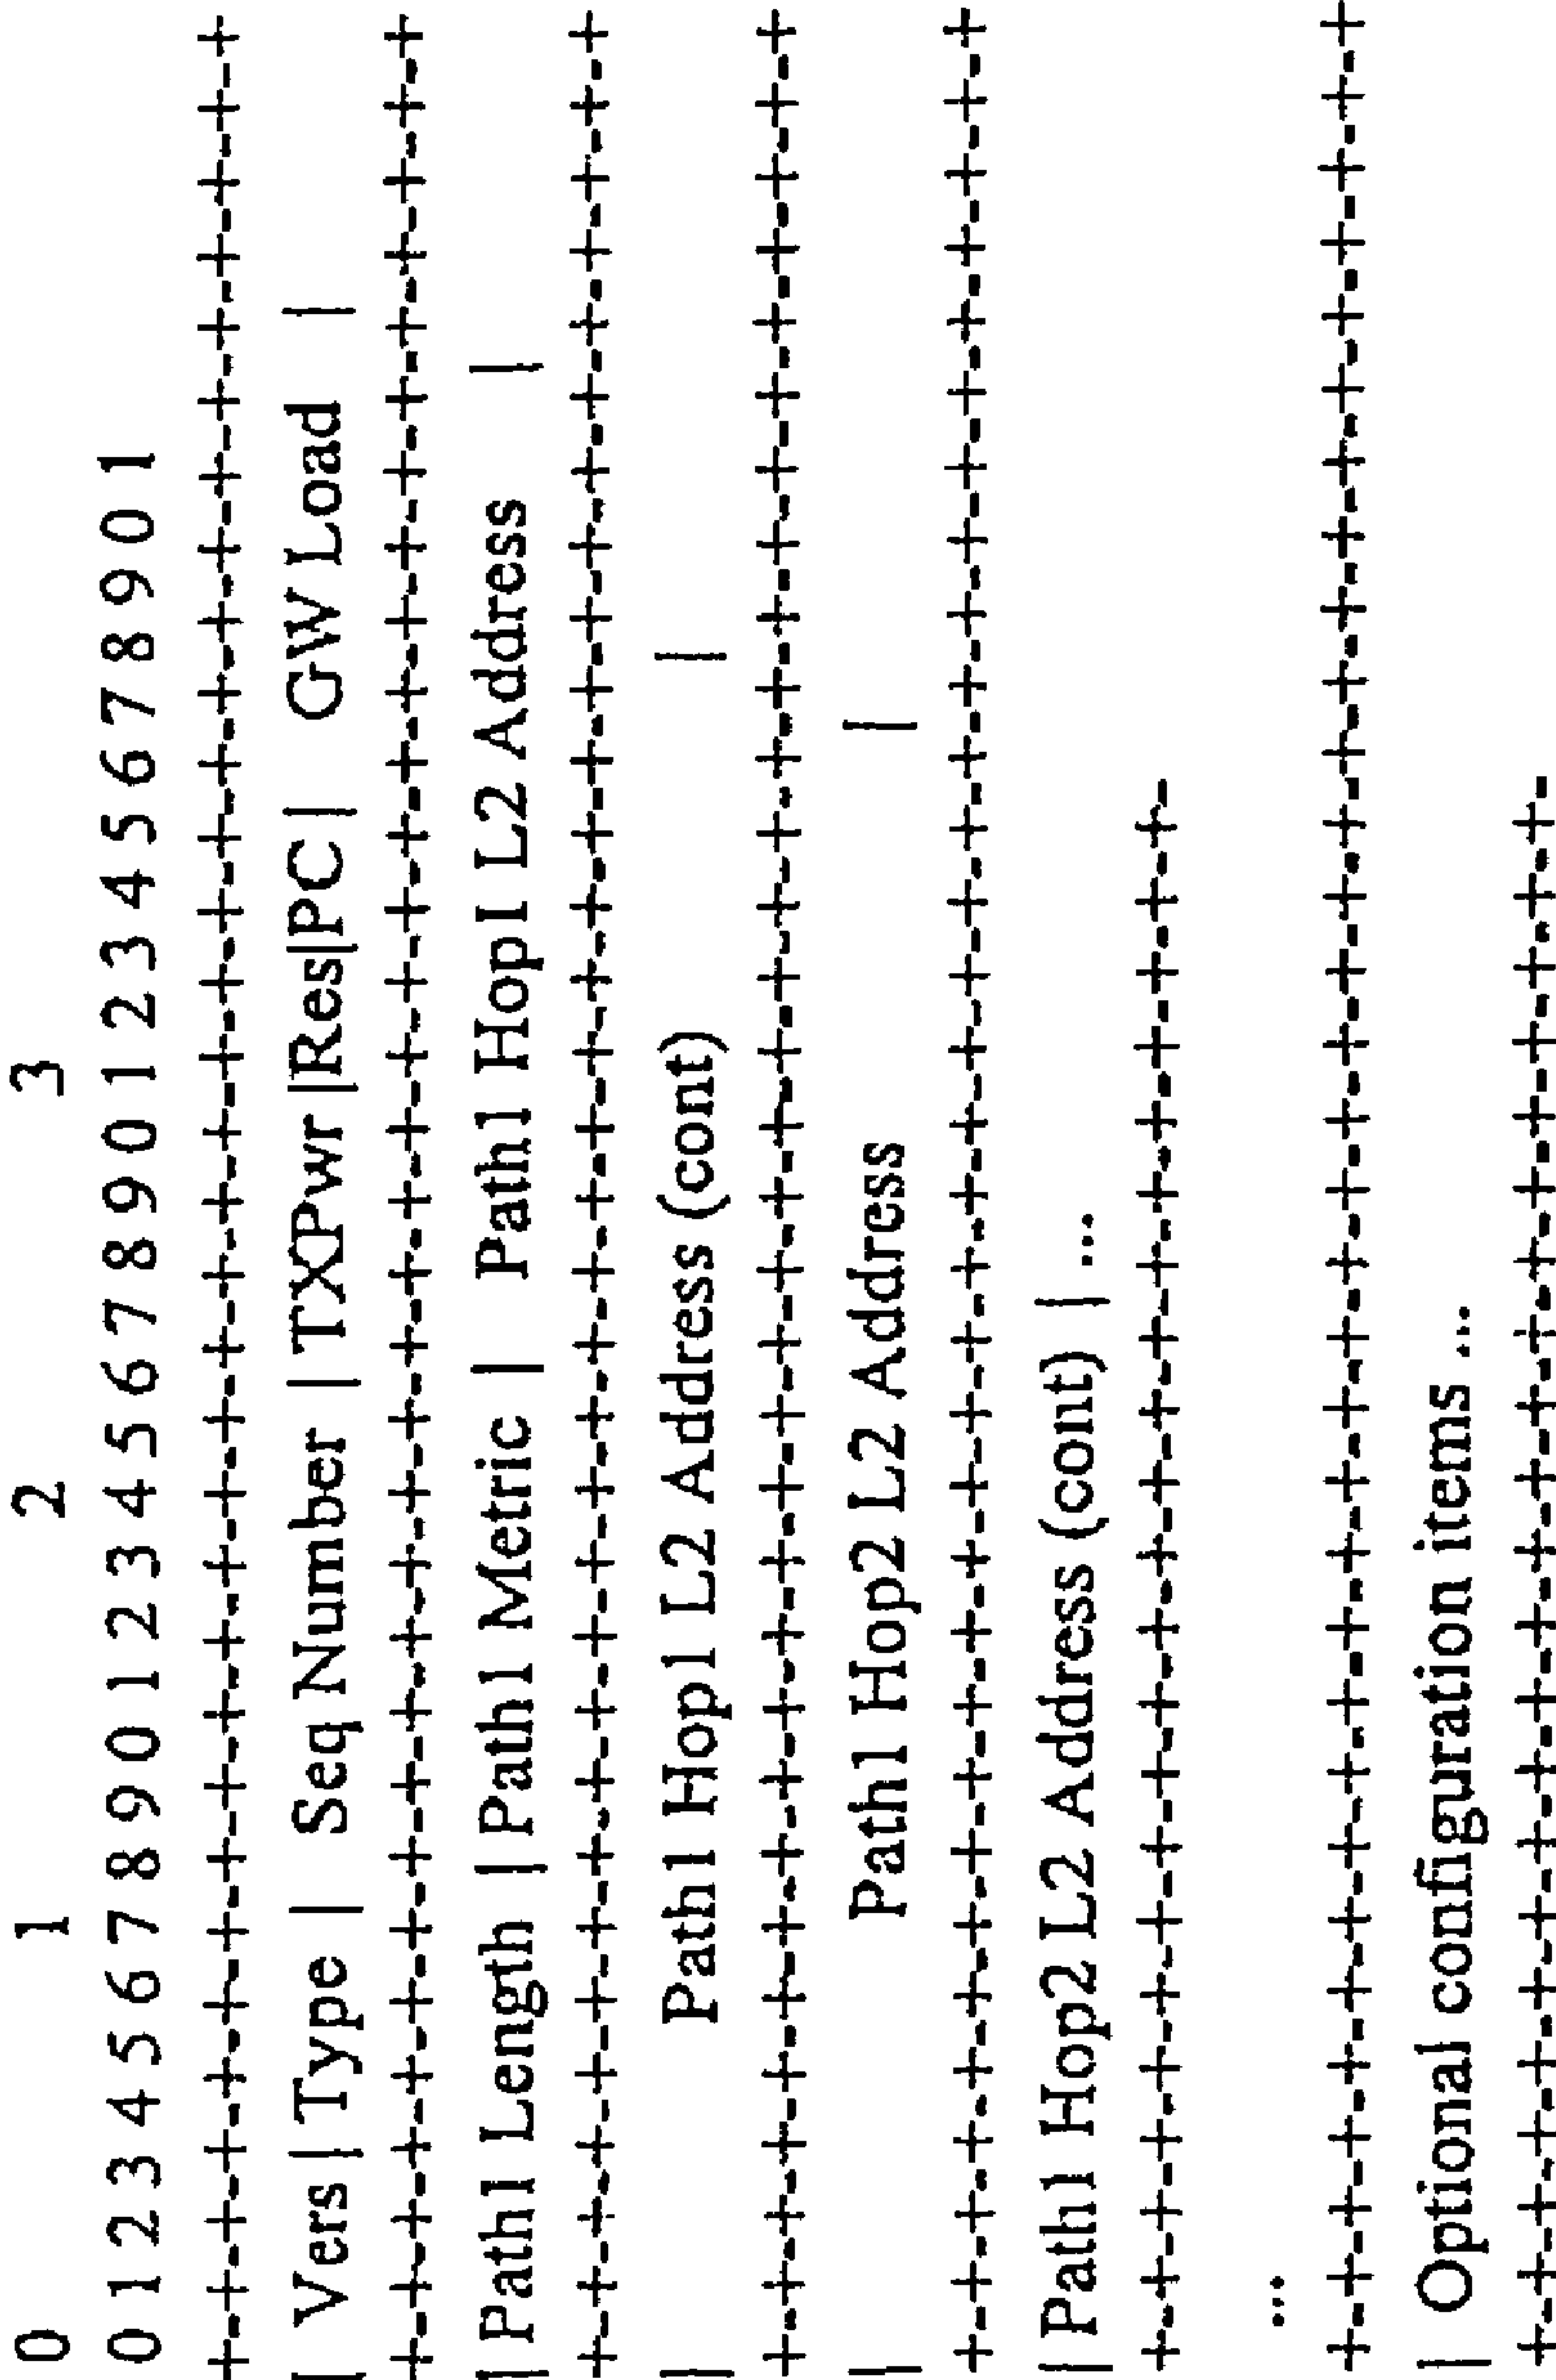 0 1 2 3
0 1 2 3 4 5 6 7 8 9 0 1 2 3 4 5 6 7 8 9 0 1 2 3 4 5 6 7 8 9 0 1
+-+-+-+-+-+-+-+-+-+-+-+-+-+-+-+-+-+-+-+-+-+-+-+-+-+-+-+-+-+-+-+-+
| Vers | Type | Seq Number | TXPwr |Res|PC | GW Load |
+-+-+-+-+-+-+-+-+-+-+-+-+-+-+-+-+-+-+-+-+-+-+-+-+-+-+-+-+-+-+-+-+
| Path1 Length | Path1 Metric | Path1 Hop1 L2 Address |
+-+-+-+-+-+-+-+-+-+-+-+-+-+-+-+-+-+-+-+-+-+-+-+-+-+-+-+-+-+-+-+-+
| Path1 Hop1 L2 Address (cont) |
+-+-+-+-+-+-+-+-+-+-+-+-+-+-+-+-+-+-+-+-+-+-+-+-+-+-+-+-+-+-+-+-+
| Path1 Hop2 L2 Address |
+-+-+-+-+-+-+-+-+-+-+-+-+-+-+-+-+-+-+-+-+-+-+-+-+-+-+-+-+-+-+-+-+
| Path1 Hop2 L2 Address (cont) | ...
+-+-+-+-+-+-+-+-+-+-+-+-+-+-+-+-+-+-+-+-+-+-
...
+-+-+-+-+-+-+-+-+-+-+-+-+-+-+-+-+-+-+-+-+-+-+-+-+-+-+-+-+-+-+-+-+
| Optional configuration items ...
+-+-+-+-+-+-+-+-+-+-+-+-+-+-+-+-+-+-+-+-+-+-